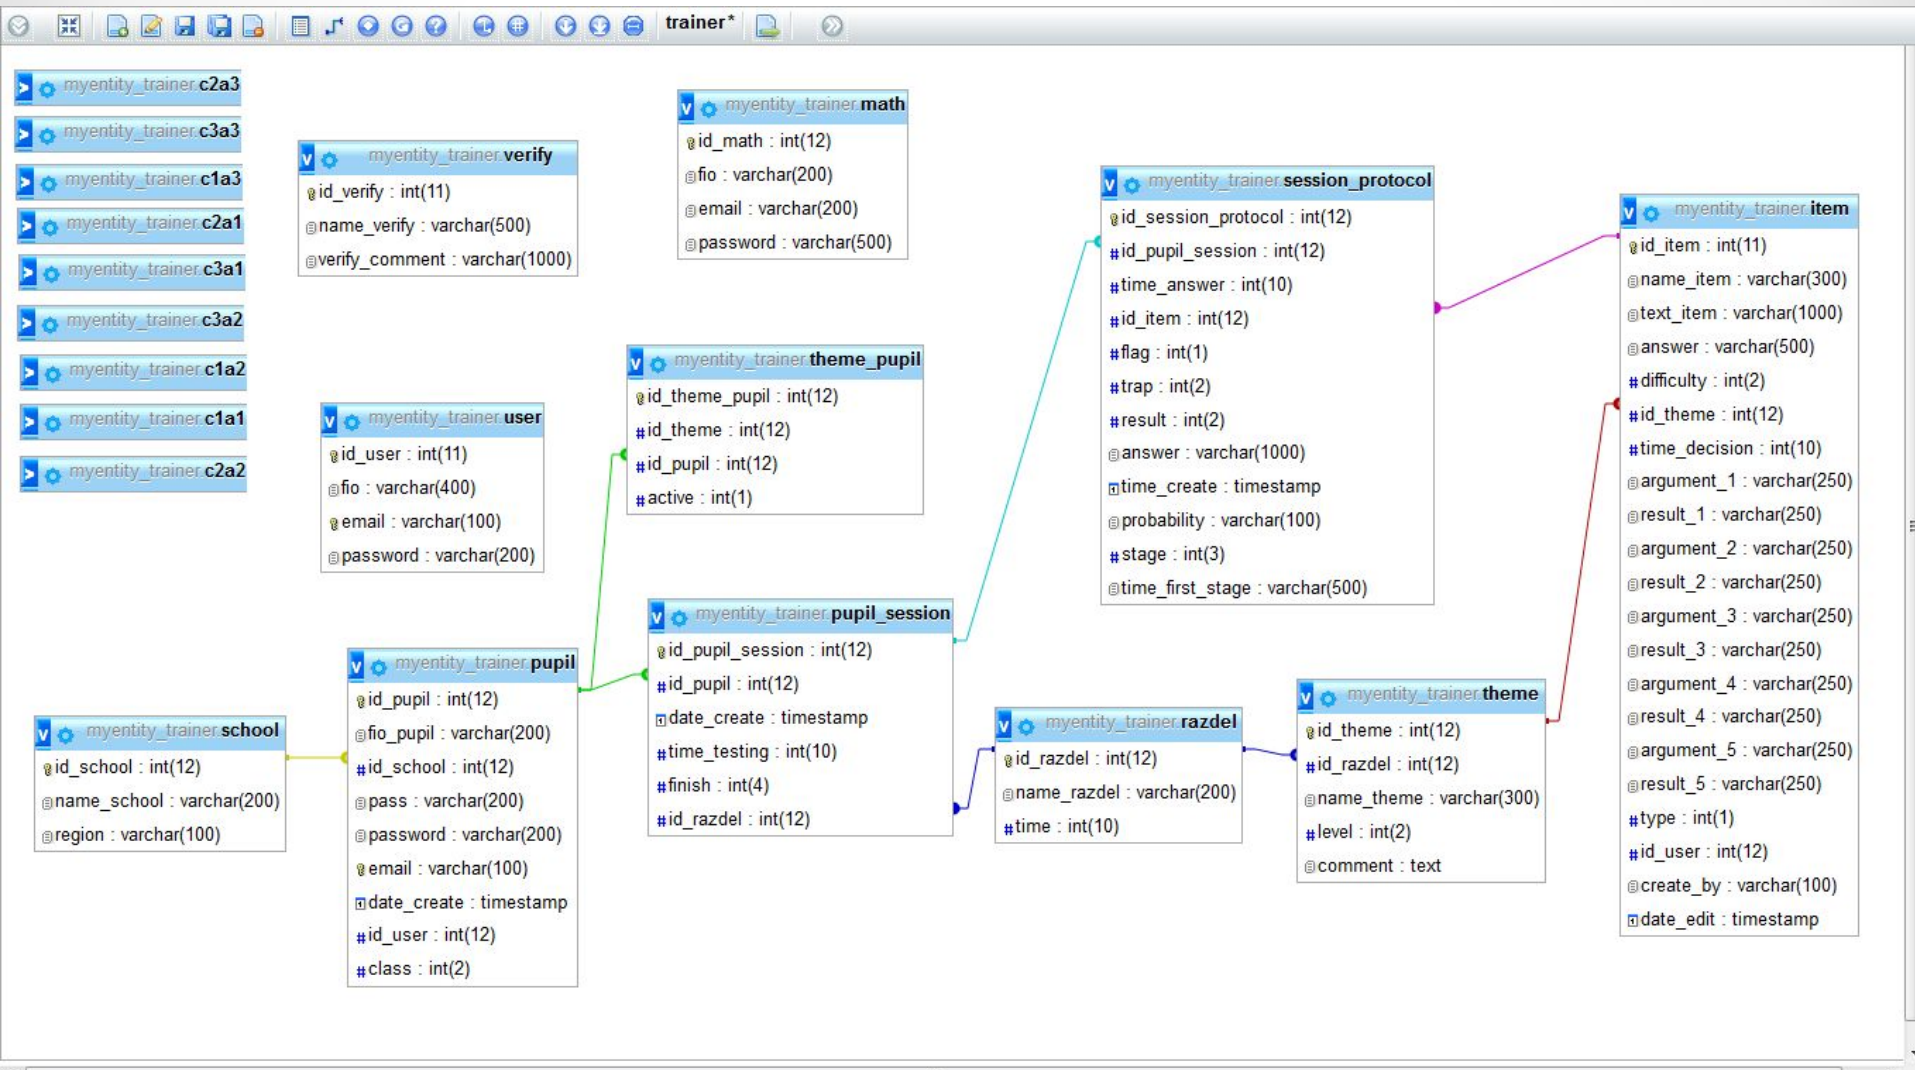 trainer*
myentity_trainer.c2a3
myentity_trainer.c3a3
myentity_trainer.c1a3
myentity_trainer.c2a1
myentity_trainer.c3a1
myentity_trainer.c3a2
myentity_trainer.c1a2
myentity_trainer.c1a1
myentity_trainer.c2a2
myentity_trainer.verify
id_verify : int(11)
name_verify : varchar(500)
verify_comment : varchar(1000)
myentity_trainer.math
id_math : int(12)
fio : varchar(200)
email : varchar(200)
password : varchar(500)
myentity_trainer.user
id_user : int(11)
fio : varchar(400)
email : varchar(100)
password : varchar(200)
myentity_trainer.theme_pupil
id_theme_pupil : int(12)
#id_theme : int(12)
#id_pupil : int(12)
#active : int(1)
myentity_trainer.school
id_school : int(12)
name_school : varchar(200)
region : varchar(100)
myentity_trainer.pupil
id_pupil : int(12)
fio_pupil : varchar(200)
#id_school : int(12)
pass : varchar(200)
password : varchar(200)
email : varchar(100)
date_create : timestamp
#id_user : int(12)
#class : int(2)
myentity_trainer.pupil_session
id_pupil_session : int(12)
#id_pupil : int(12)
date_create : timestamp
#time_testing : int(10)
#finish : int(4)
#id_razdel : int(12)
myentity_trainer.razdel
id_razdel : int(12)
name_razdel : varchar(200)
#time : int(10)
myentity_trainer.session_protocol
id_session_protocol : int(12)
#id_pupil_session : int(12)
#time_answer : int(10)
#id_item : int(12)
#flag : int(1)
#trap : int(2)
#result : int(2)
answer : varchar(1000)
time_create : timestamp
probability : varchar(100)
#stage : int(3)
time_first_stage : varchar(500)
myentity_trainer.theme
id_theme : int(12)
#id_razdel : int(12)
name_theme : varchar(300)
#level : int(2)
comment : text
myentity_trainer.item
id_item : int(11)
name_item : varchar(300)
text_item : varchar(1000)
answer : varchar(500)
#difficulty : int(2)
#id_theme : int(12)
#time_decision : int(10)
argument_1 : varchar(250)
result_1 : varchar(250)
argument_2 : varchar(250)
result_2 : varchar(250)
argument_3 : varchar(250)
result_3 : varchar(250)
argument_4 : varchar(250)
result_4 : varchar(250)
argument_5 : varchar(250)
result_5 : varchar(250)
#type : int(1)
#id_user : int(12)
create_by : varchar(100)
date_edit : timestamp